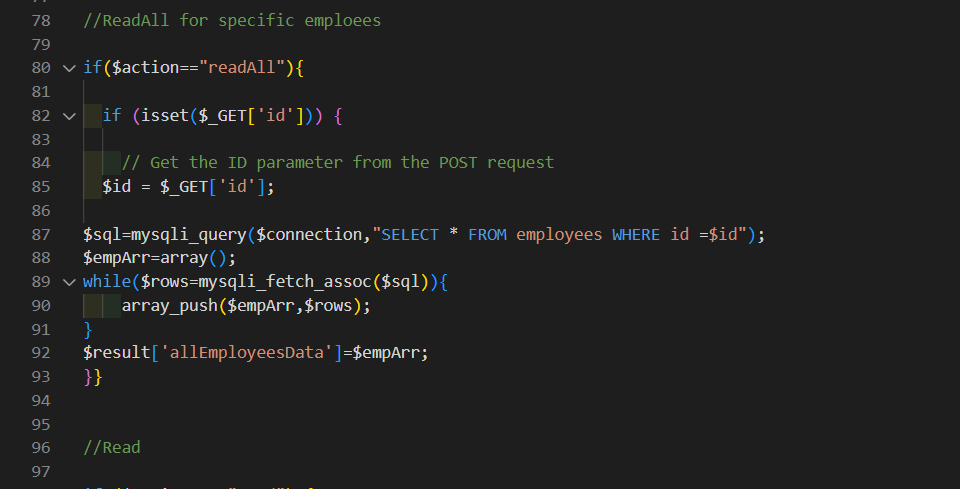 78 //ReadAll for specific emploees
79
80 if($action=="readAll"){
81
82 if (isset($_GET['id'])) {
83
84 // Get the ID parameter from the POST request
85 $id = $_GET['id'];
86
87 $sql=mysqli_query($connection,"SELECT * FROM employees WHERE id =$id");
88 $empArr=array();
89 while($rows=mysqli_fetch_assoc($sql)){
90 array_push($empArr,$rows);
91 }
92 $result['allEmployeesData']=$empArr;
93 }}
94
95
96 //Read
97